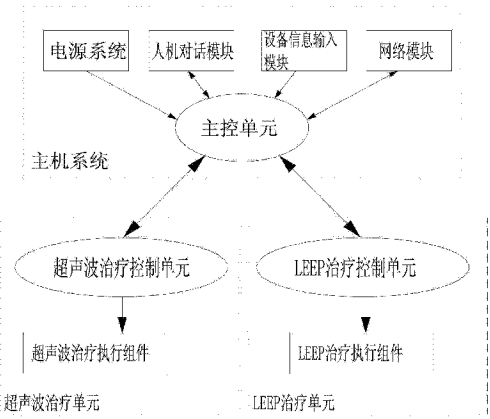 电源系统
人机对话模块
设备信息输入
模块
网络模块
主控单元
主机系统
超声波治疗控制单元
LEEP治疗控制单元
超声波治疗执行组件
LEEP治疗执行组件
超声波治疗单元
LEEP治疗单元